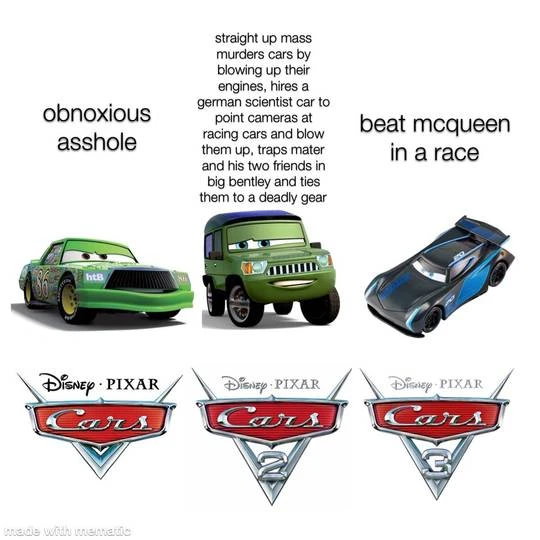 obnoxious
asshole
straight up mass
murders cars by
blowing up their
engines, hires a
german scientist car to
point cameras at
racing cars and blow
them up, traps mater
and his two friends in
big bentley and ties
them to a deadly gear
beat mcqueen
in a race
htB
86
Disney · PIXAR
Cars
Disney · PIXAR
Cars
2
Disney · PIXAR
Cars
3
made with mematic